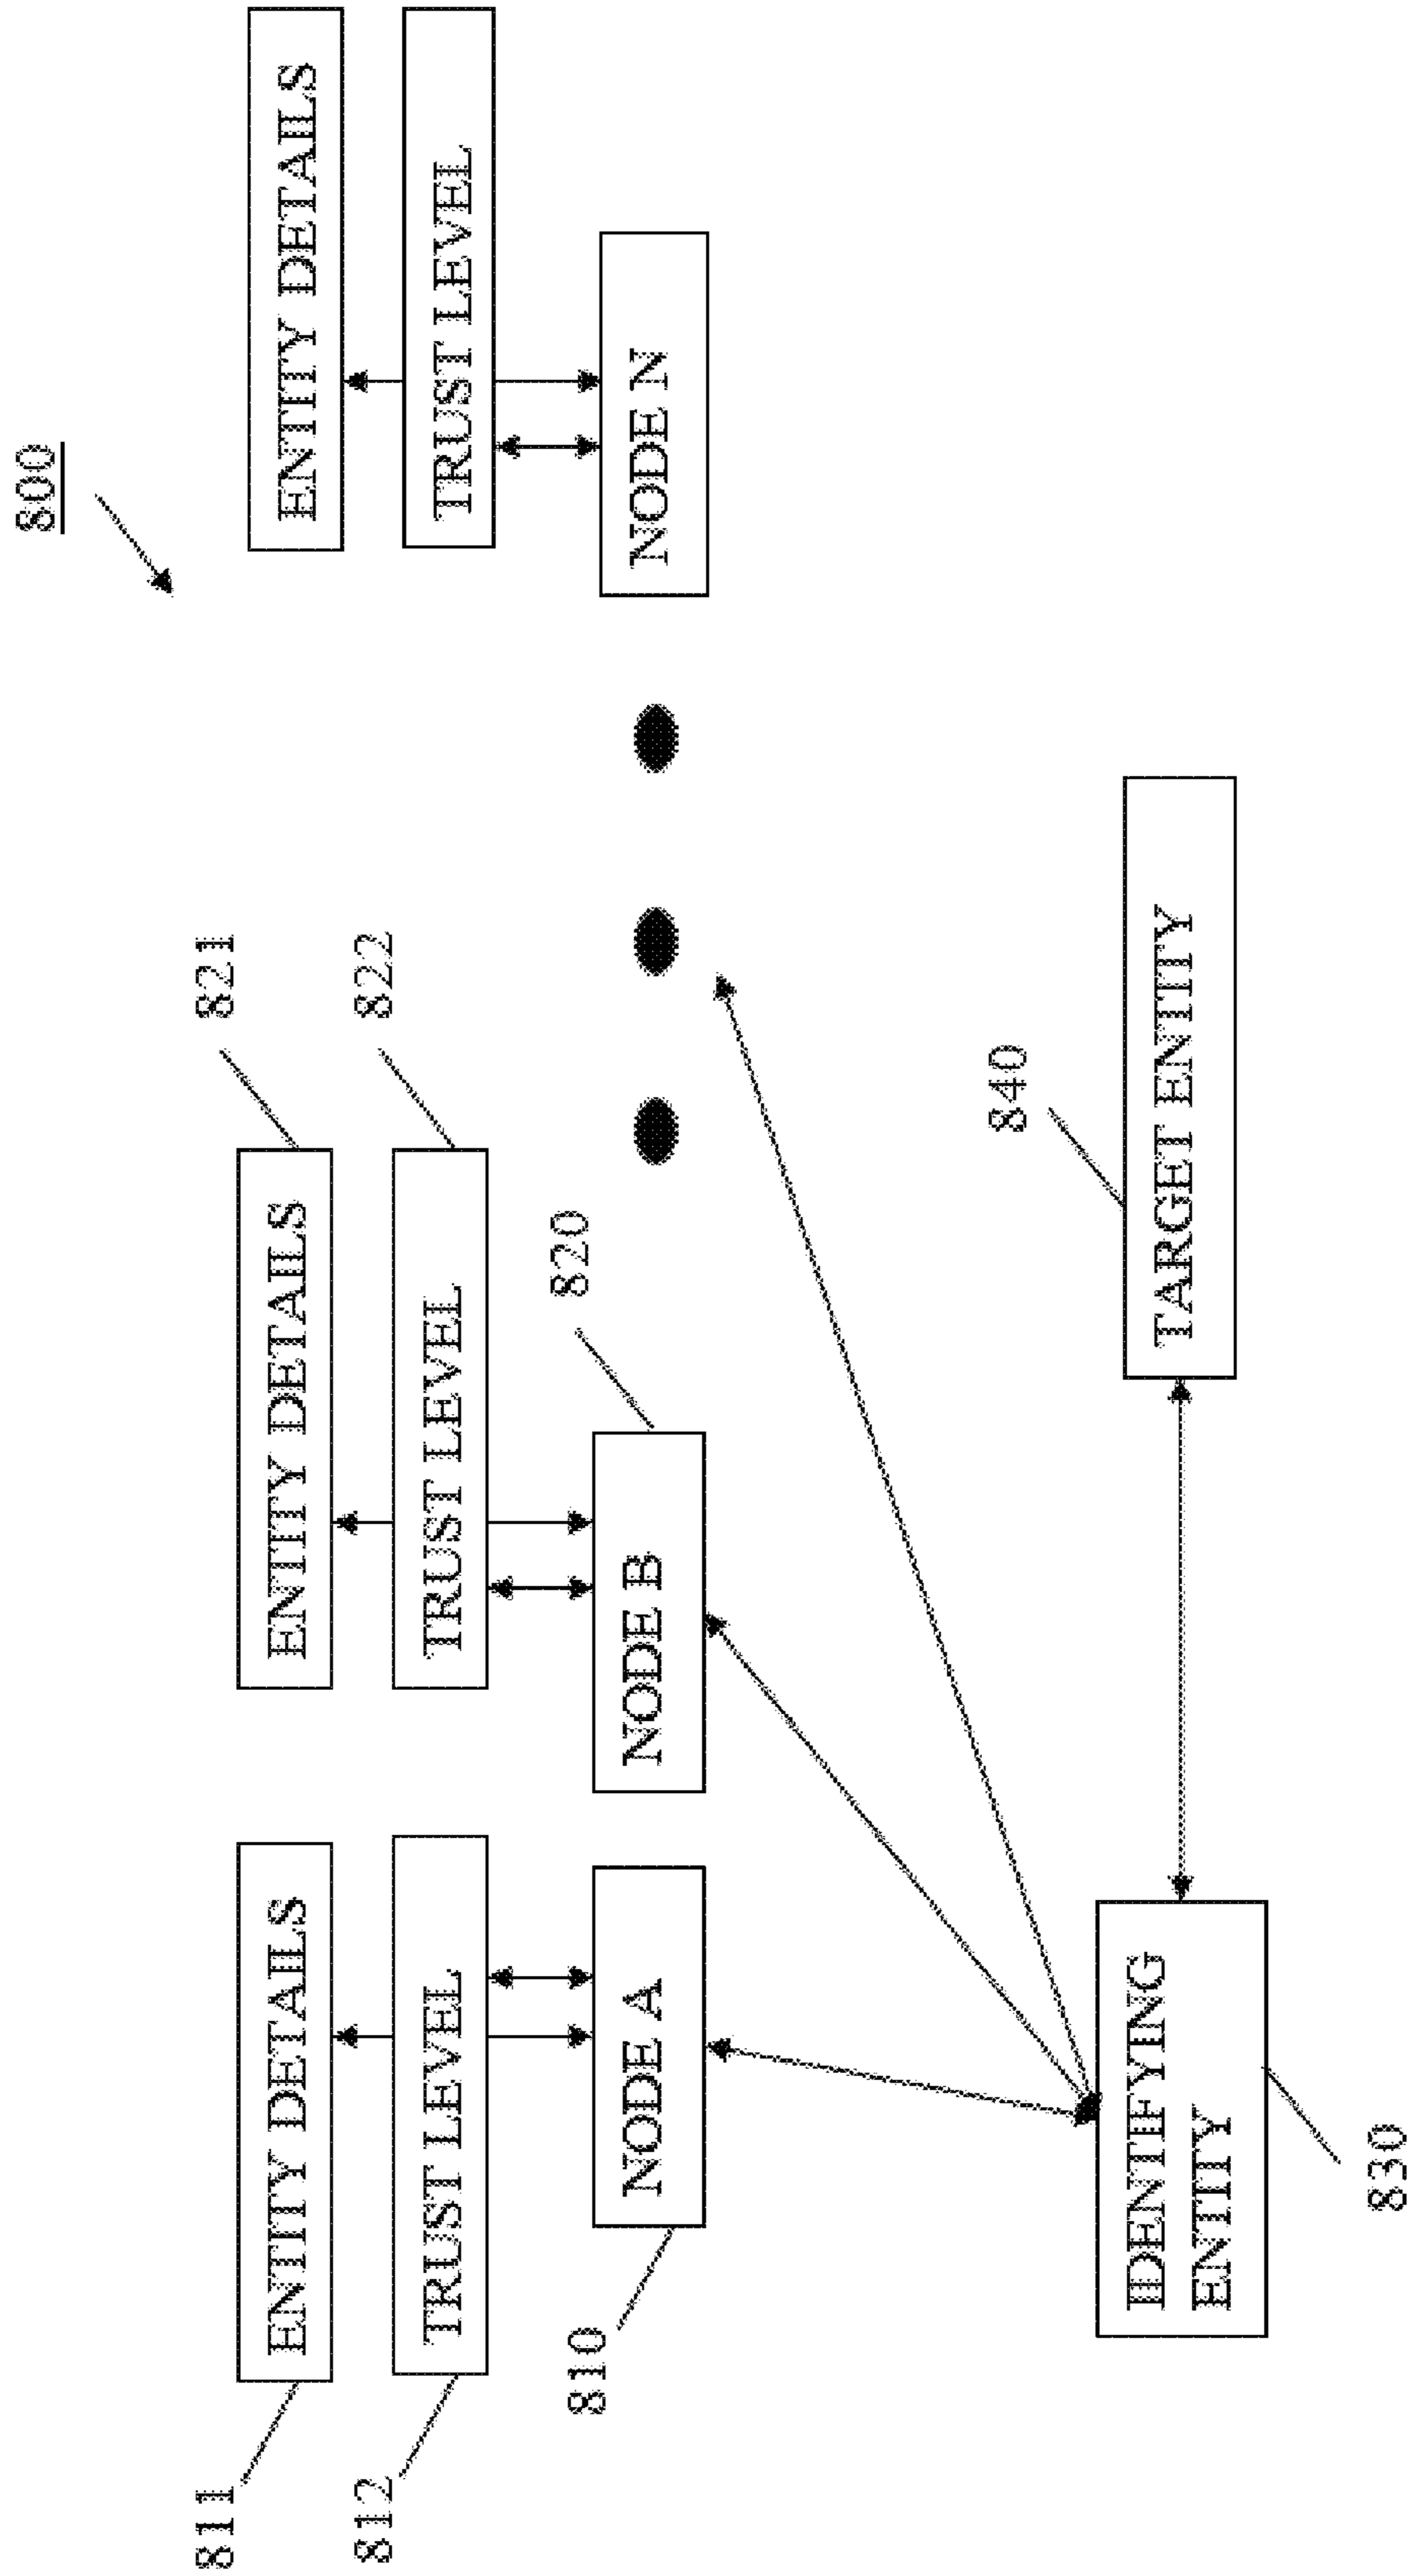 800
811
ENTITY DETAILS
821
ENTITY DETAILS
ENTITY DETAILS
812
TRUST LEVEL
822
TRUST LEVEL
TRUST LEVEL
810
NODE A
820
NODE B
NODE N
840
IDENTIFYING
ENTITY
TARGET ENTITY
830